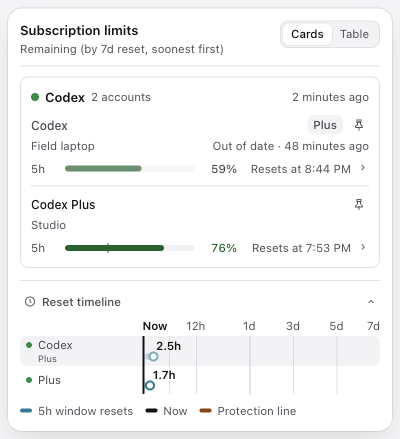 Subscription limits
Remaining (by 7d reset, soonest first)
Cards Table
Codex 2 accounts 2 minutes ago
Codex Plus
Field laptop Out of date · 48 minutes ago
5h 59% Resets at 8:44 PM
Codex Plus
Studio
5h 76% Resets at 7:53 PM
Reset timeline
Now 12h 1d 3d 5d 7d
Codex 2.5h
Plus
Plus 1.7h
5h window resets Now Protection line